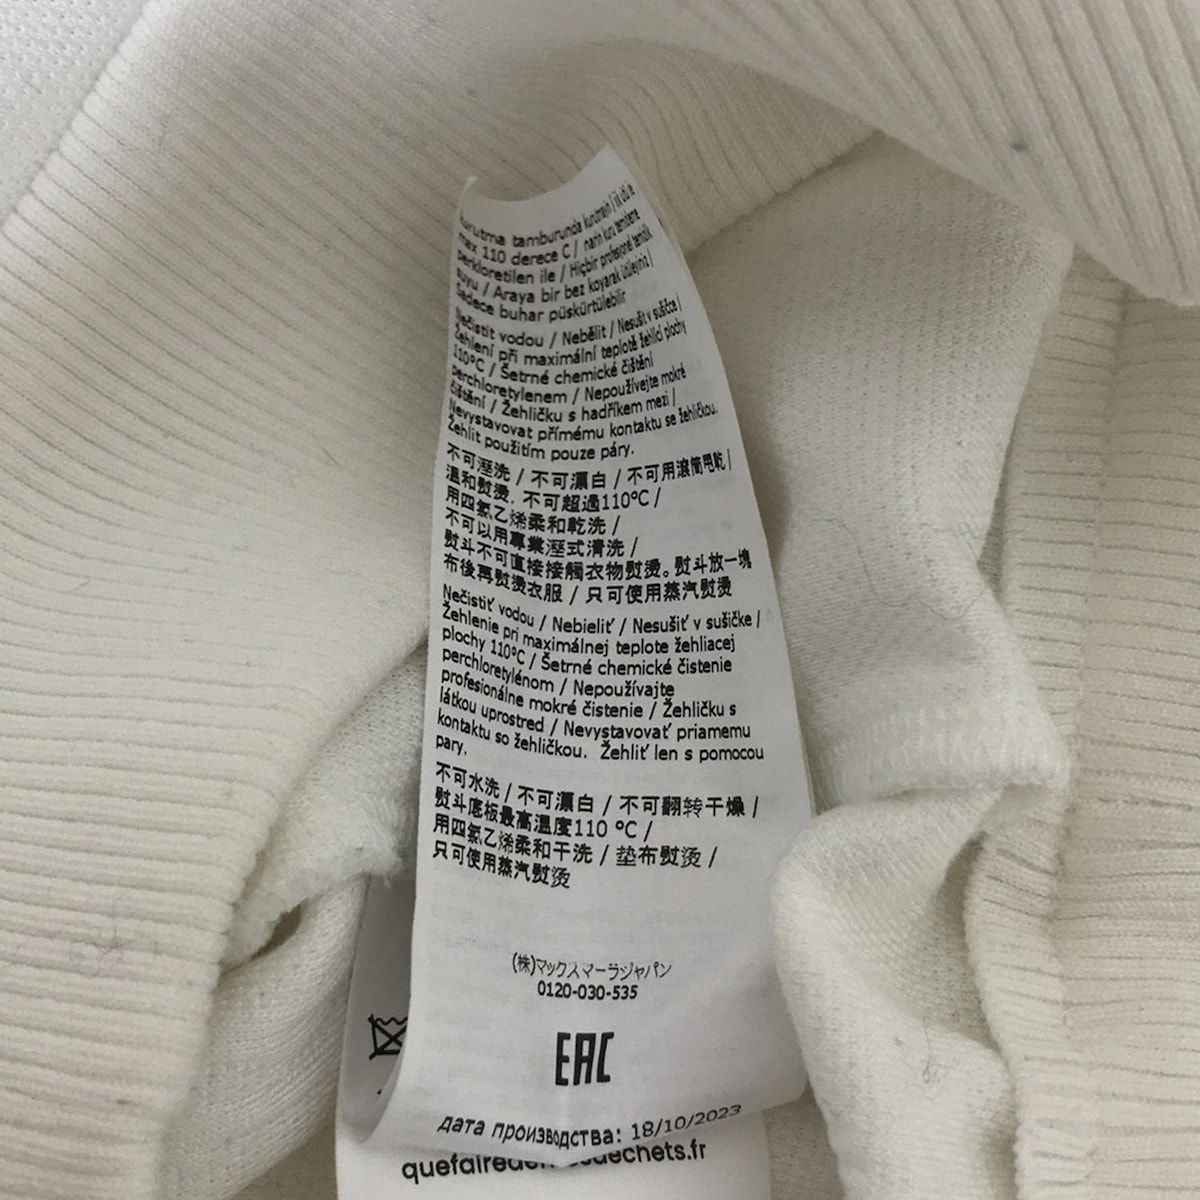 kurutma tamburunda kurutmayın / ilk ütü ile
max 110 derece C / narin kuru temizleme
perkloretilen ile / Hiçbir profesyonel temizlik
suyu / Araya bir bez koyarak ütüleyiniz /
Sadece buhar püskürtülebilir
Nečistit vodou / Nebělit / Nesušit v sušičce /
Žehlení při maximální teplotě žehlicí plochy
110°C / Šetrné chemické čištění
perchloretylenem / Nepoužívejte mokré
čištění / Žehličku s hadříkem mezi /
Nevystavovat přímému kontaktu se žehličkou.
Žehlit použitím pouze páry.
不可溼洗 / 不可漂白 / 不可用滾筒甩乾 /
溫和熨燙，不可超過110°C /
用四氯乙烯柔和乾洗 /
不可以用專業溼式清洗 /
熨斗不可直接接觸衣物熨燙。熨斗放一塊
布後再熨燙衣服 / 只可使用蒸汽熨燙
Nečistiť vodou / Nebieliť / Nesušiť v sušičke /
Žehlenie pri maximálnej teplote žehliacej
plochy 110°C / Šetrné chemické čistenie
perchloretylénom / Nepoužívajte
profesionálne mokré čistenie / Žehličku s
látkou uprostred / Nevystavovať priamemu
kontaktu so žehličkou. Žehliť len s pomocou
pary.
不可水洗 / 不可漂白 / 不可翻转干燥 /
熨斗底板最高温度110 °C /
用四氯乙烯柔和干洗 / 垫布熨烫 /
只可使用蒸汽熨烫
(株)マックスマーラジャパン
0120-030-535
EAC
дата производства: 18/10/2023
quefairedemesdechets.fr